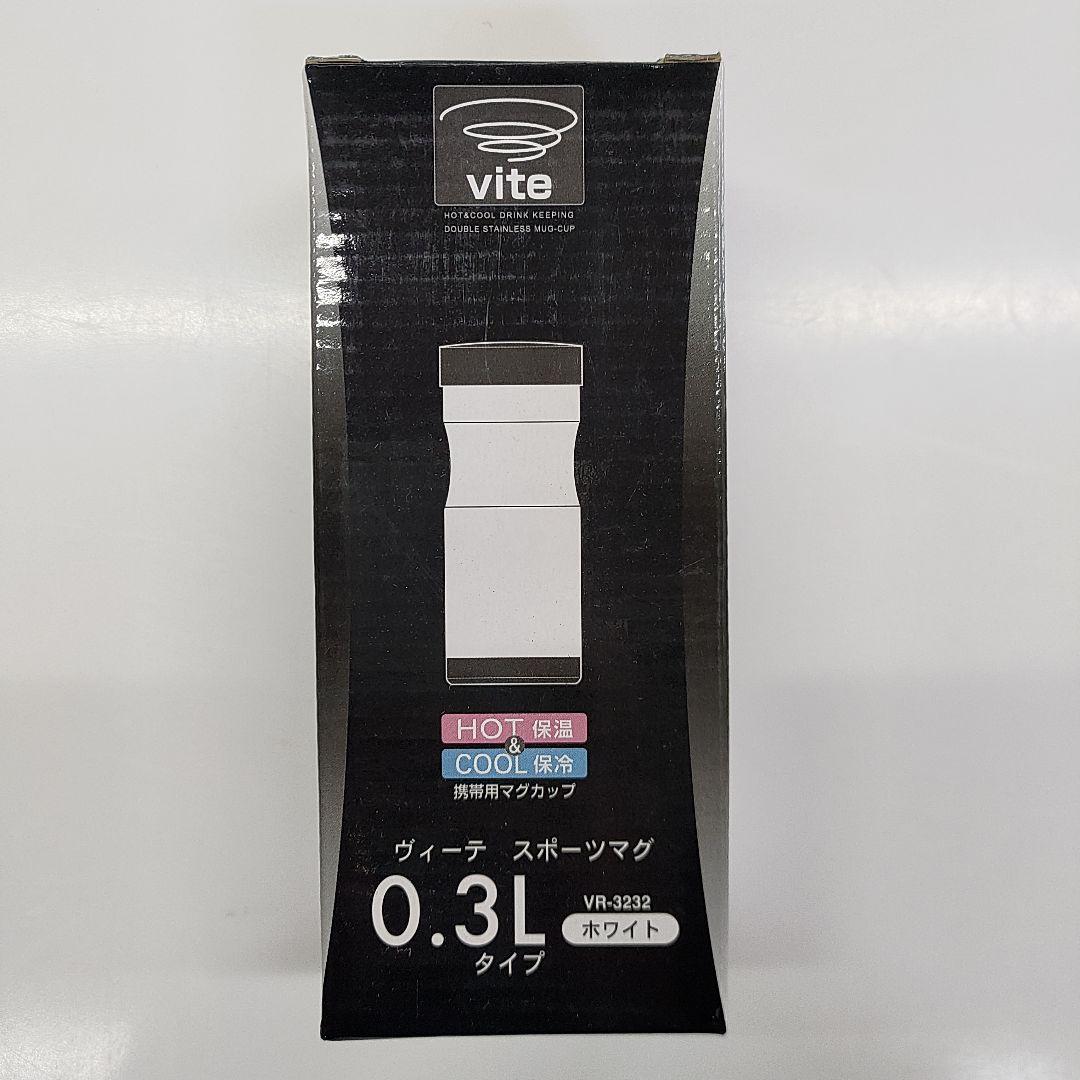 vite
HOT&COOL DRINK KEEPING
DOUBLE STAINLESS MUG-CUP
HOT 保温
&
COOL 保冷
携帯用マグカップ
ヴィーテ スポーツマグ
0.3L
タイプ
VR-3232
ホワイト